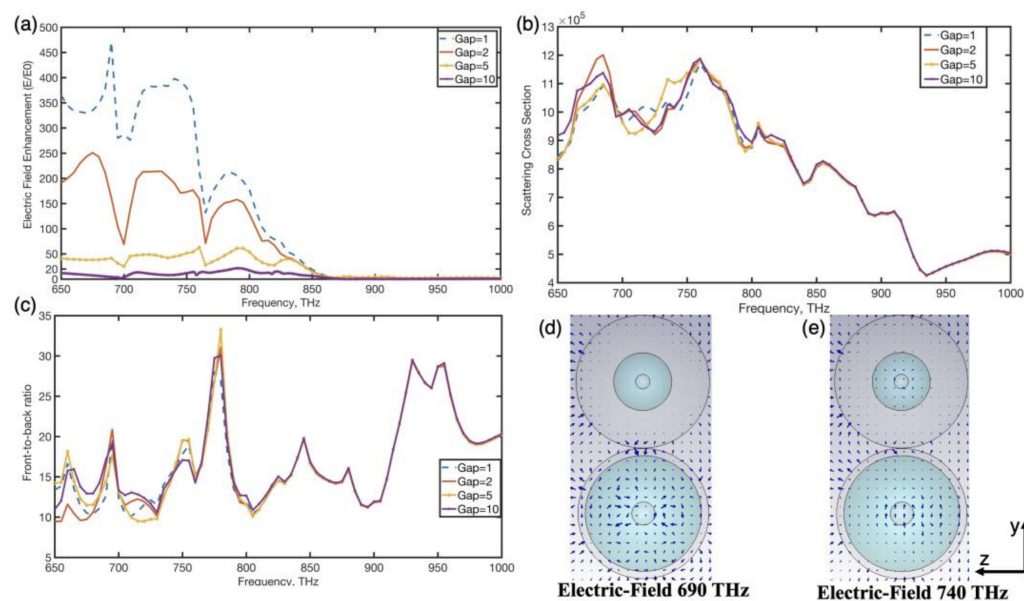 (a)
500
450
400
350
300
250
200
150
100
50
20
0
Electric Field Enhancement (E/E0)
Gap=1
Gap=2
Gap=5
Gap=10
650 700 750 800 850 900 950 1000
Frequency, THz
(b)
×10⁵
13
12
11
10
9
8
7
6
5
4
Scattering Cross Section
Gap=1
Gap=2
Gap=5
Gap=10
650 700 750 800 850 900 950 1000
Frequency, THz
(c)
35
30
25
20
15
10
5
Front-to-back ratio
Gap=1
Gap=2
Gap=5
Gap=10
650 700 750 800 850 900 950 1000
Frequency, THz
(d)
Electric-Field 690 THz
(e)
Electric-Field 740 THz
y
z